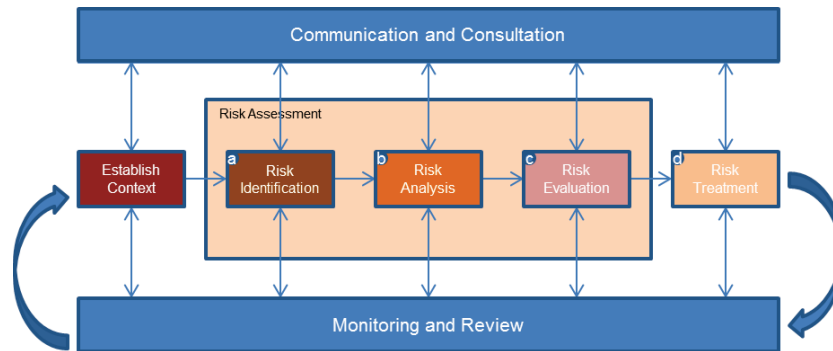 Communication and Consultation
Risk Assessment
Establish
Context
a
Risk
Identification
b
Risk
Analysis
c
Risk
Evaluation
d
Risk
Treatment
Monitoring and Review